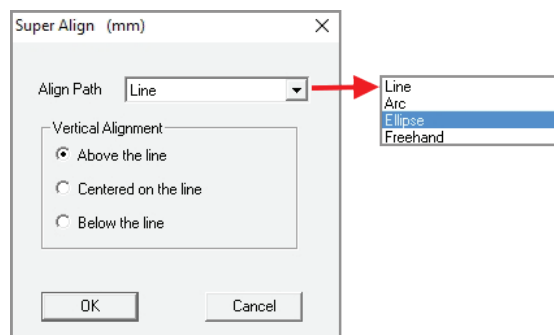 Super Align (mm)
Align Path Line
Line
Arc
Ellipse
Freehand
Vertical Alignment
Above the line
Centered on the line
Below the line
OK Cancel